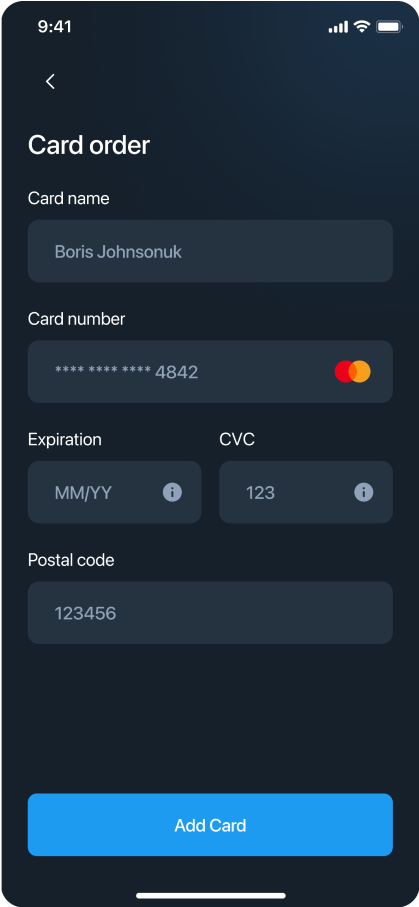 9:41
Card order
Card name
Boris Johnsonuk
Card number
**** **** **** 4842
Expiration CVC
MM/YY 123
Postal code
123456
Add Card